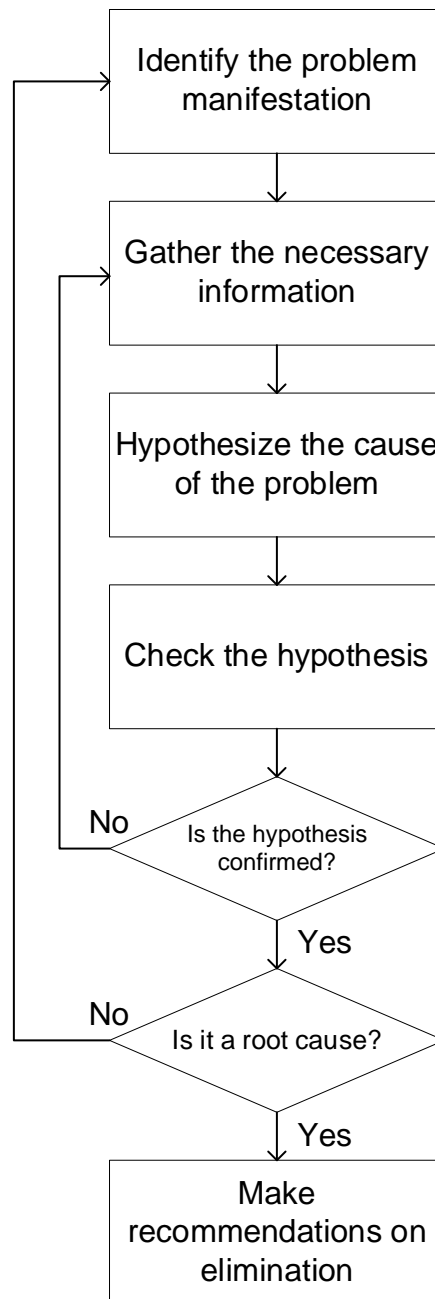 Identify the problem
manifestation
Gather the necessary
information
Hypothesize the cause
of the problem
Check the hypothesis
No
Is the hypothesis
confirmed?
Yes
No
Is it a root cause?
Yes
Make
recommendations on
elimination